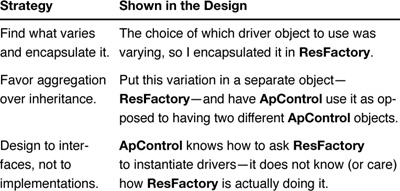 Strategy Shown in the Design
Find what varies The choice of which driver object to use was
and encapsulate it. varying, so I encapsulated it in ResFactory.
Favor aggregation Put this variation in a separate object—
over inheritance. ResFactory—and have ApControl use it as op-
posed to having two different ApControl objects.
Design to inter- ApControl knows how to ask ResFactory
faces, not to to instantiate drivers—it does not know (or care)
implementations. how ResFactory is actually doing it.